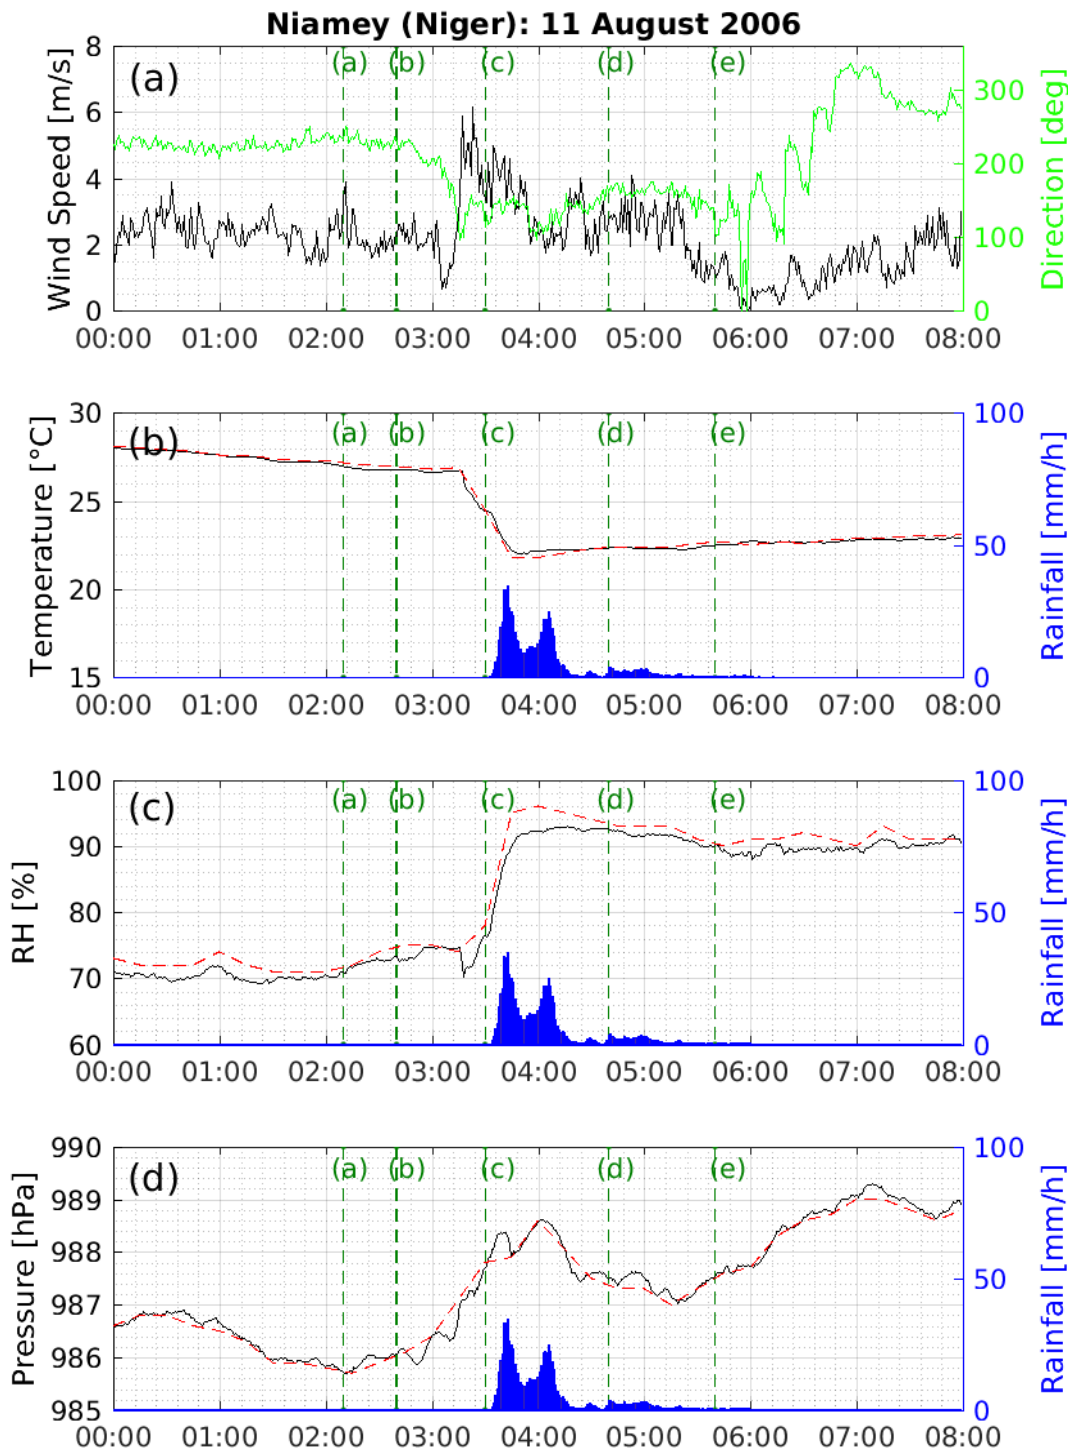 Niamey (Niger): 11 August 2006
(a)
(a) (b) (c) (d) (e)
Wind Speed [m/s]
8
6
4
2
0
Direction [deg]
300
200
100
0
00:00 01:00 02:00 03:00 04:00 05:00 06:00 07:00 08:00
(b)
(a) (b) (c) (d) (e)
Temperature [°C]
30
25
20
15
Rainfall [mm/h]
100
50
0
00:00 01:00 02:00 03:00 04:00 05:00 06:00 07:00 08:00
(c)
(a) (b) (c) (d) (e)
RH [%]
100
90
80
70
60
Rainfall [mm/h]
100
50
0
00:00 01:00 02:00 03:00 04:00 05:00 06:00 07:00 08:00
(d)
(a) (b) (c) (d) (e)
Pressure [hPa]
990
989
988
987
986
985
Rainfall [mm/h]
100
50
0
00:00 01:00 02:00 03:00 04:00 05:00 06:00 07:00 08:00